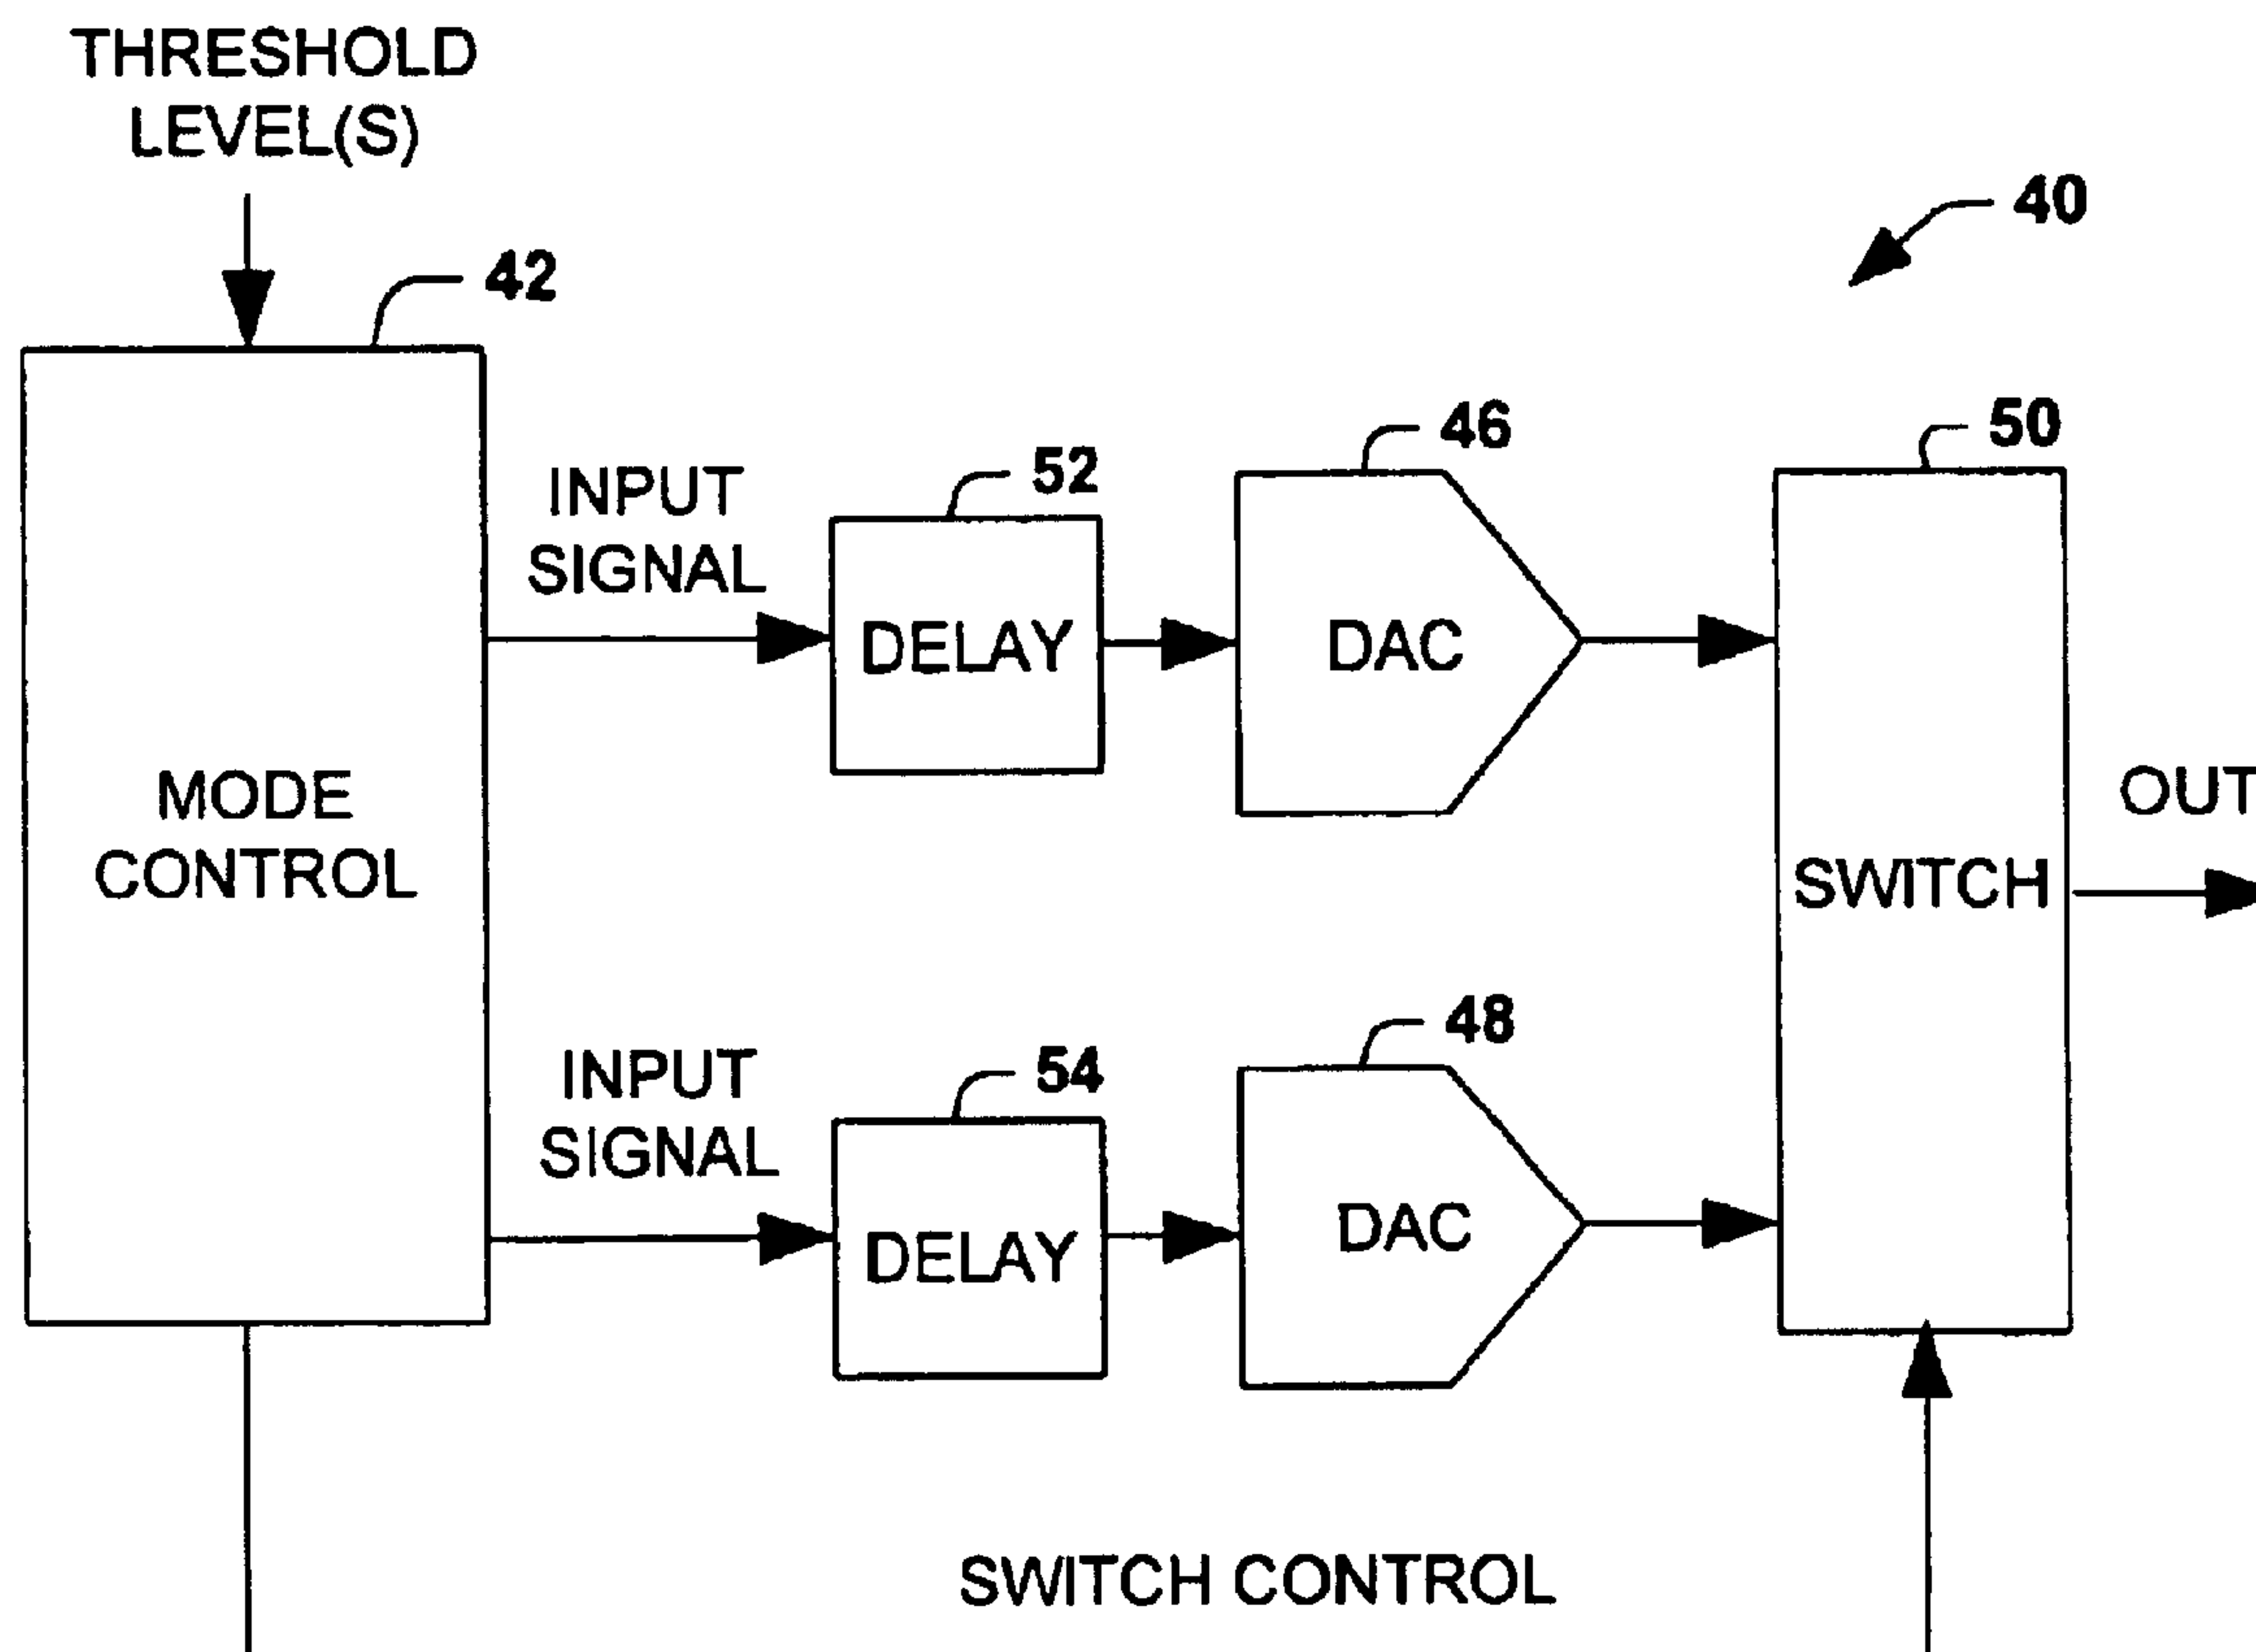 THRESHOLD
LEVEL(S)
40
42
46
50
52
INPUT
SIGNAL
DELAY
DAC
MODE
CONTROL
OUT
SWITCH
48
54
INPUT
SIGNAL
DELAY
DAC
SWITCH CONTROL